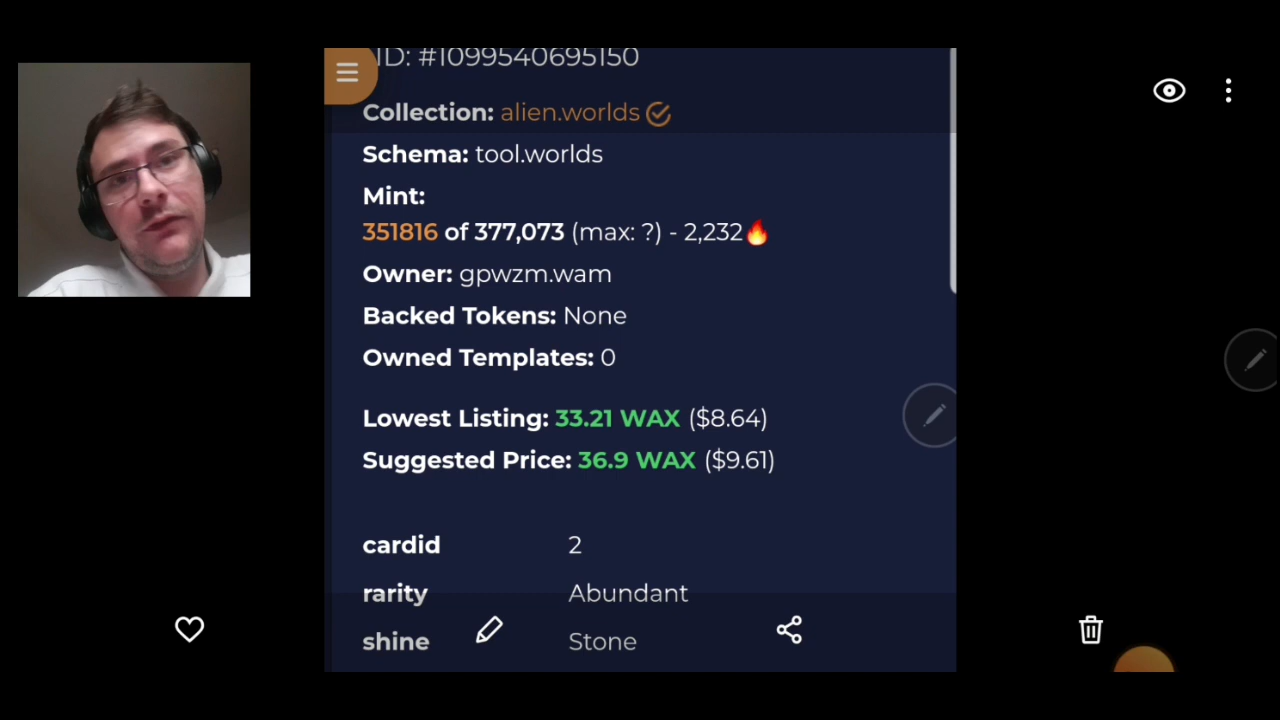 ID: #1099540695150
Collection: alien.worlds
Schema: tool.worlds
Mint:
351816 of 377,073 (max: ?) - 2,232🔥
Owner: gpwzm.wam
Backed Tokens: None
Owned Templates: 0
Lowest Listing: 33.21 WAX ($8.64)
Suggested Price: 36.9 WAX ($9.61)
cardid 2
rarity Abundant
shine Stone